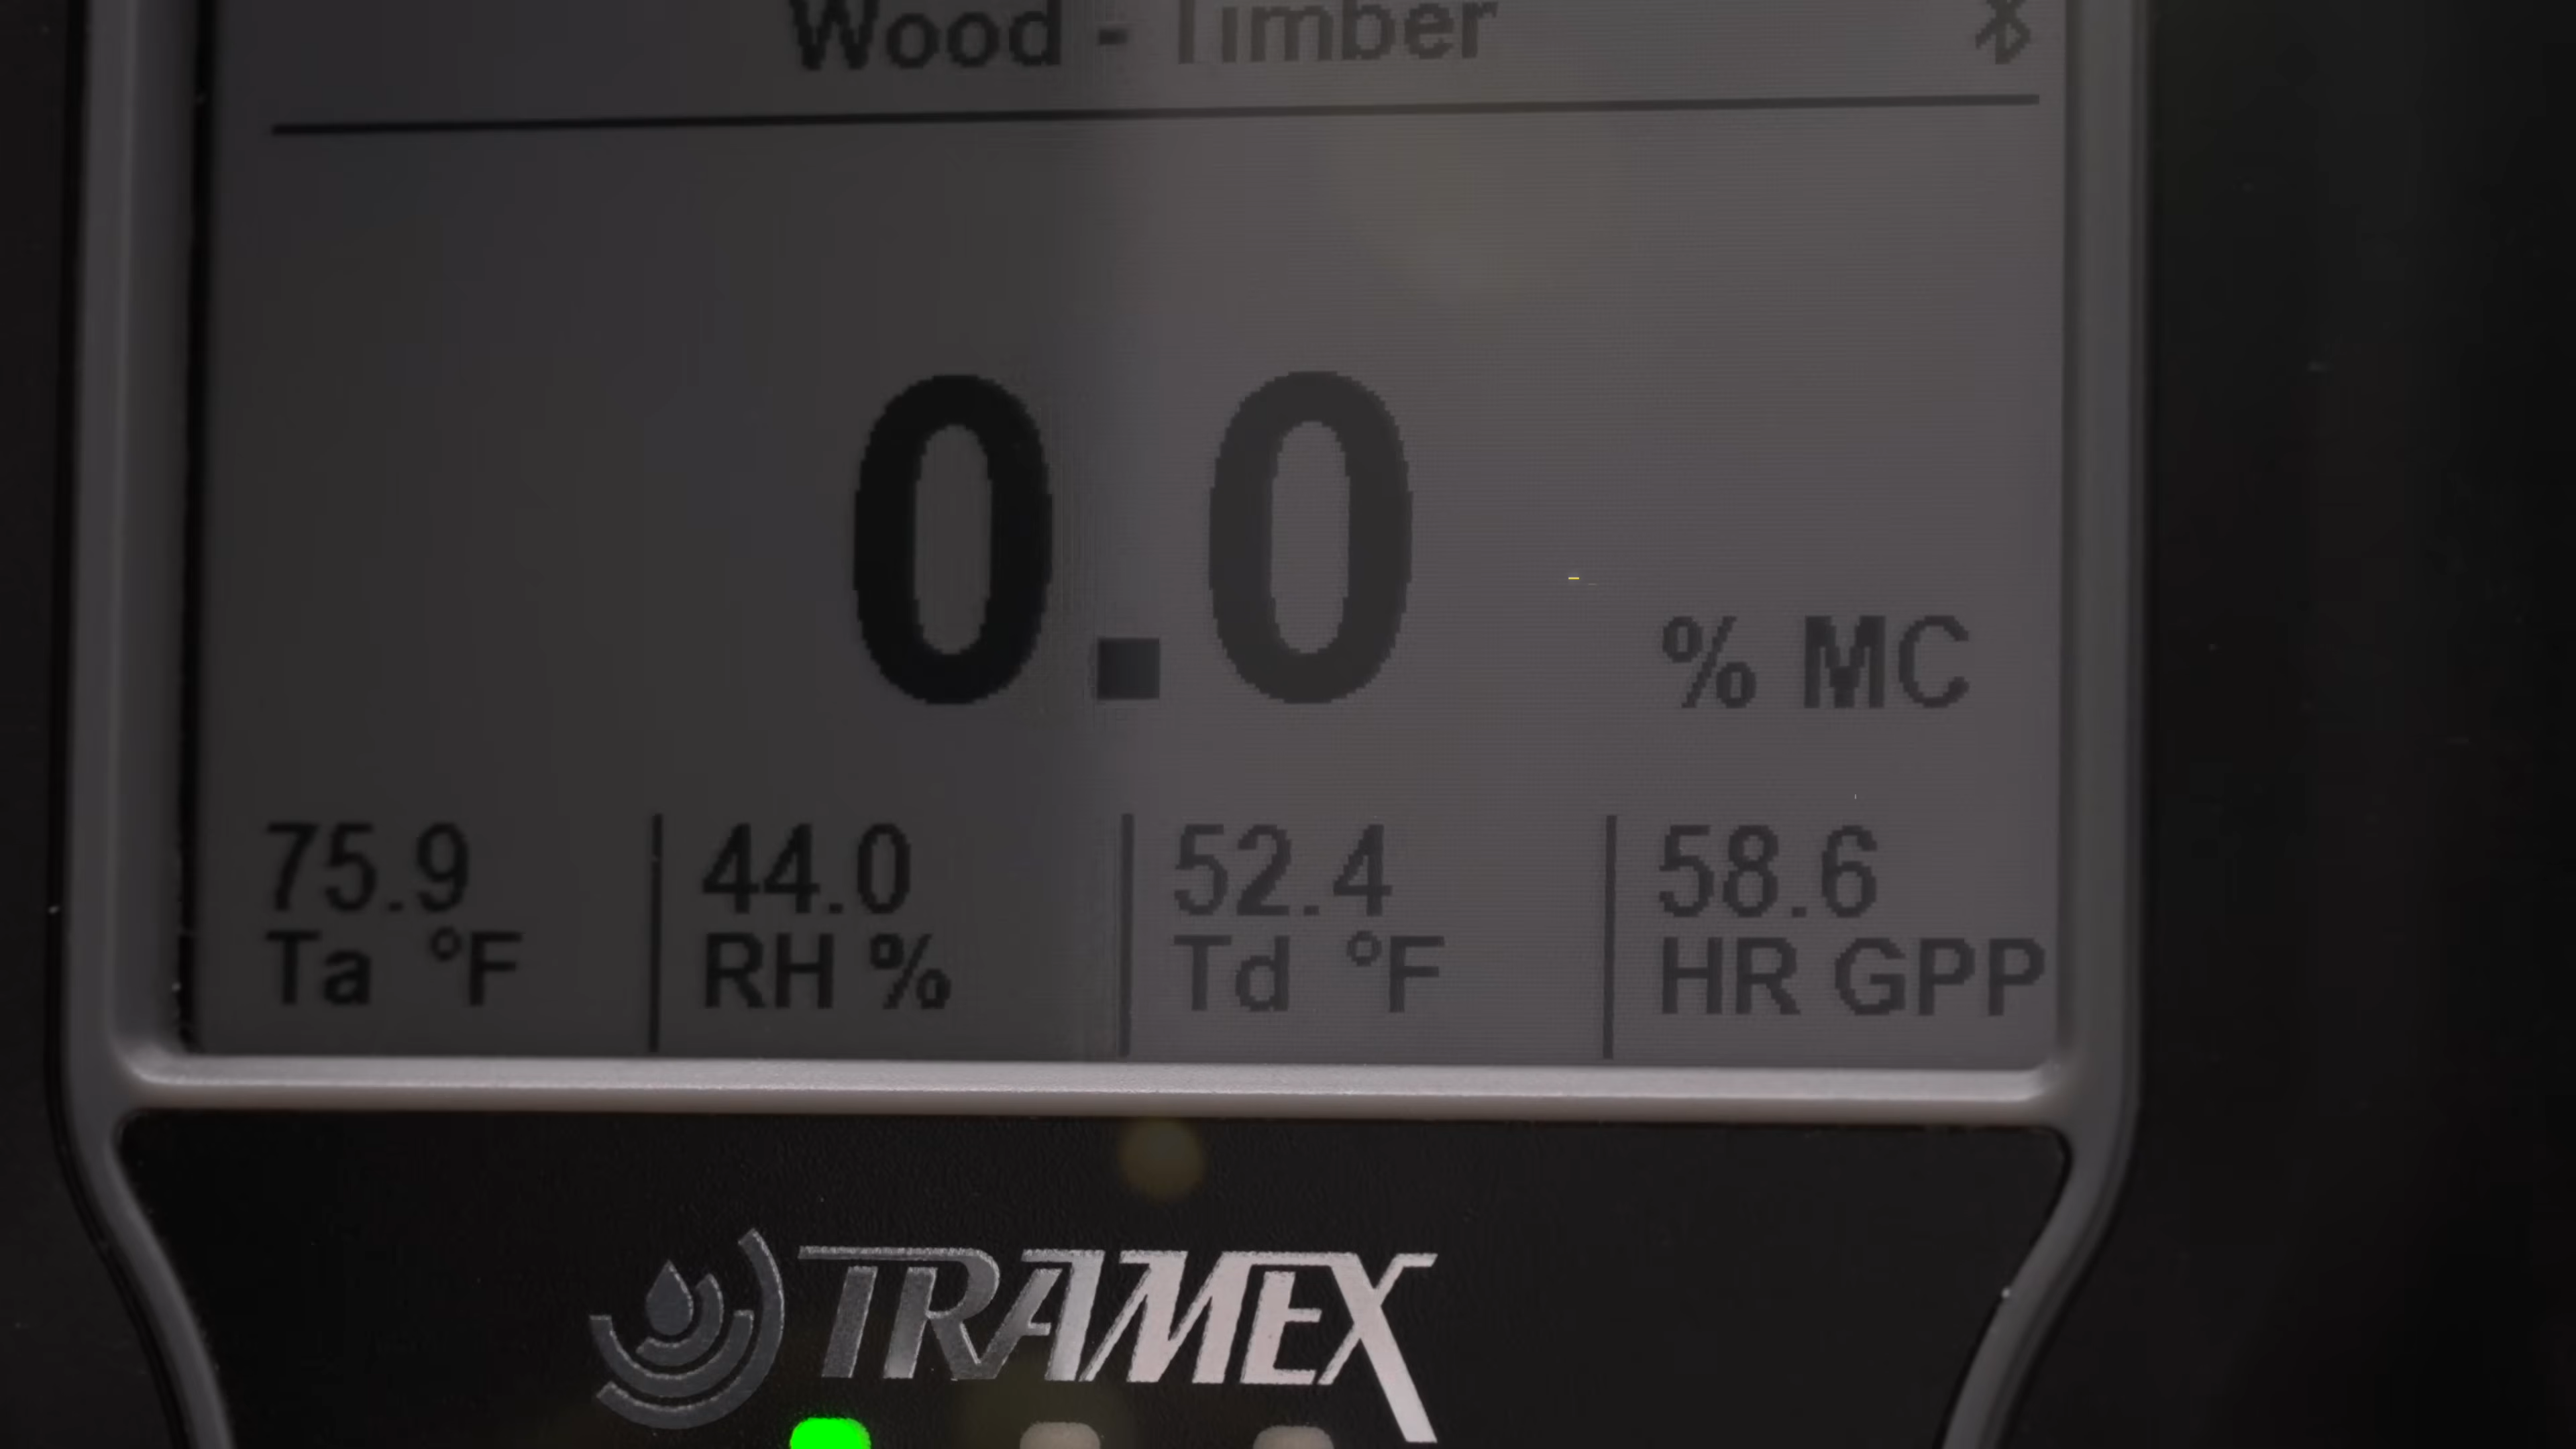 Wood - Timber
0.0 % MC
75.9 44.0 52.4 58.6
Ta °F RH % Td °F HR GPP
TRAMEX